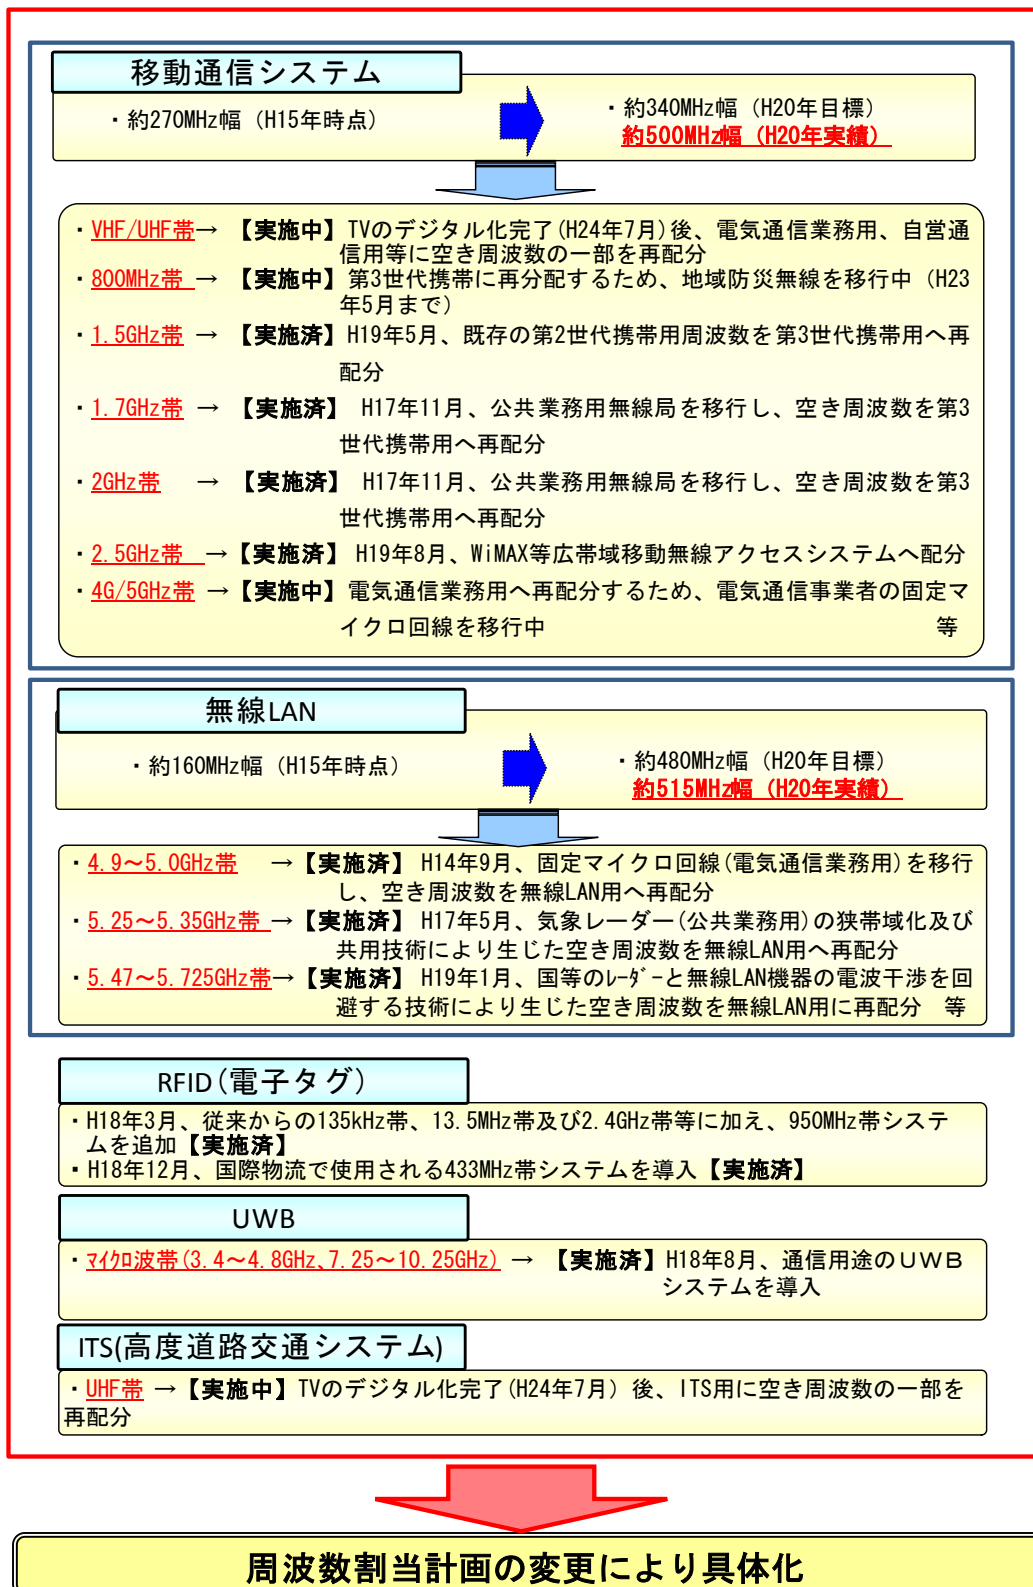 移動通信システム
・約270MHz幅（H15年時点）
・約340MHz幅（H20年目標）
約500MHz幅（H20年実績）
・VHF/UHF帯→ 【実施中】TVのデジタル化完了(H24年7月)後、電気通信業務用、自営通
信用等に空き周波数の一部を再配分
・800MHz帯 → 【実施中】第3世代携帯に再分配するため、地域防災無線を移行中（H23
年5月まで）
・1.5GHz帯 → 【実施済】H19年5月、既存の第2世代携帯用周波数を第3世代携帯用へ再
配分
・1.7GHz帯 → 【実施済】 H17年11月、公共業務用無線局を移行し、空き周波数を第3
世代携帯用へ再配分
・2GHz帯 → 【実施済】 H17年11月、公共業務用無線局を移行し、空き周波数を第3
世代携帯用へ再配分
・2.5GHz帯 →【実施済】 H19年8月、WiMAX等広帯域移動無線アクセスシステムへ配分
・4G/5GHz帯 →【実施中】電気通信業務用へ再配分するため、電気通信事業者の固定マ
イクロ回線を移行中 等
無線LAN
・約160MHz幅（H15年時点）
・約480MHz幅（H20年目標）
約515MHz幅（H20年実績）
・4.9～5.0GHz帯 →【実施済】H14年9月、固定マイクロ回線(電気通信業務用)を移行
し、空き周波数を無線LAN用へ再配分
・5.25～5.35GHz帯 →【実施済】H17年5月、気象レーダー(公共業務用)の狭帯域化及び
共用技術により生じた空き周波数を無線LAN用へ再配分
・5.47～5.725GHz帯→【実施済】H19年1月、国等のﾚｰﾀﾞｰと無線LAN機器の電波干渉を回
避する技術により生じた空き周波数を無線LAN用に再配分 等
RFID(電子タグ)
・H18年3月、従来からの135kHz帯、13.5MHz帯及び2.4GHz帯等に加え、950MHz帯システ
ムを追加【実施済】
・H18年12月、国際物流で使用される433MHz帯システムを導入【実施済】
UWB
・ﾏｲｸﾛ波帯(3.4～4.8GHz、7.25～10.25GHz) → 【実施済】H18年8月、通信用途のＵＷＢ
システムを導入
ITS(高度道路交通システム)
・UHF帯 →【実施中】TVのデジタル化完了(H24年7月) 後、ITS用に空き周波数の一部を
再配分
周波数割当計画の変更により具体化